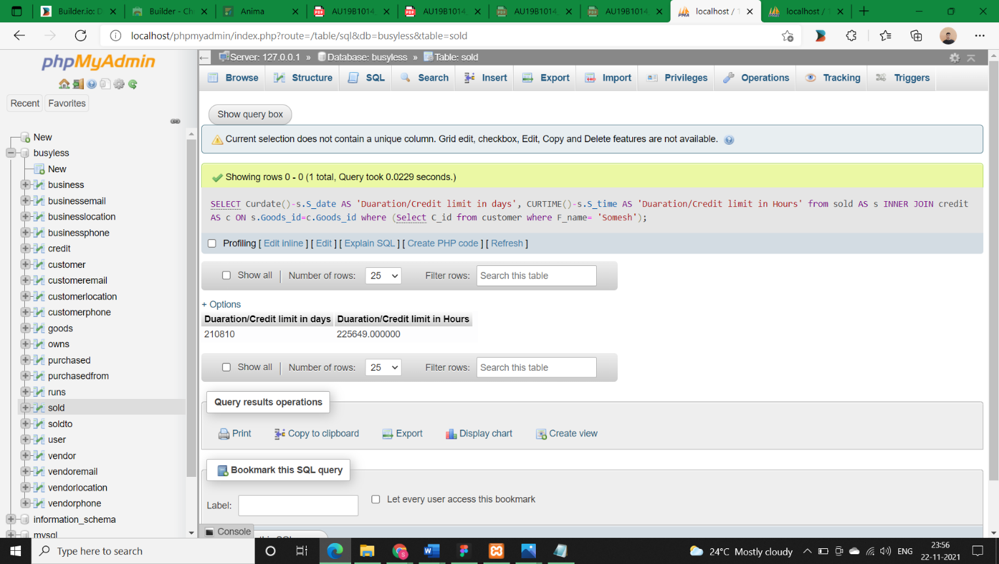 Builder.io: D
Builder - Ch
Anima
AU19B1014
AU19B1014
AU19B1014
AU19B1014
localhost / 1
localhost / 1
localhost/phpmyadmin/index.php?route=/table/sql&db=busyless&table=sold
phpMyAdmin
Recent
Favorites
New
busyless
New
business
businessemail
businesslocation
businessphone
credit
customer
customeremail
customerlocation
customerphone
goods
owns
purchased
purchasedfrom
runs
sold
soldto
user
vendor
vendoremail
vendorlocation
vendorphone
information_schema
mysql
Server: 127.0.0.1 » Database: busyless » Table: sold
Browse Structure SQL Search Insert Export Import Privileges Operations Tracking Triggers
Show query box
Current selection does not contain a unique column. Grid edit, checkbox, Edit, Copy and Delete features are not available.
Showing rows 0 - 0 (1 total, Query took 0.0229 seconds.)
SELECT Curdate()-s.S_date AS 'Duaration/Credit limit in days', CURTIME()-s.S_time AS 'Duaration/Credit limit in Hours' from sold AS s INNER JOIN credit
AS c ON s.Goods_id=c.Goods_id where (Select C_id from customer where F_name= 'Somesh');
Profiling [ Edit inline ] [ Edit ] [ Explain SQL ] [ Create PHP code ] [ Refresh ]
Show all | Number of rows: 25 Filter rows: Search this table
+ Options
Duaration/Credit limit in days Duaration/Credit limit in Hours
210810 225649.000000
Show all | Number of rows: 25 Filter rows: Search this table
Query results operations
Print Copy to clipboard Export Display chart Create view
Bookmark this SQL query
Label:
Let every user access this bookmark
Console
Type here to search
24°C Mostly cloudy
ENG
23:56
22-11-2021